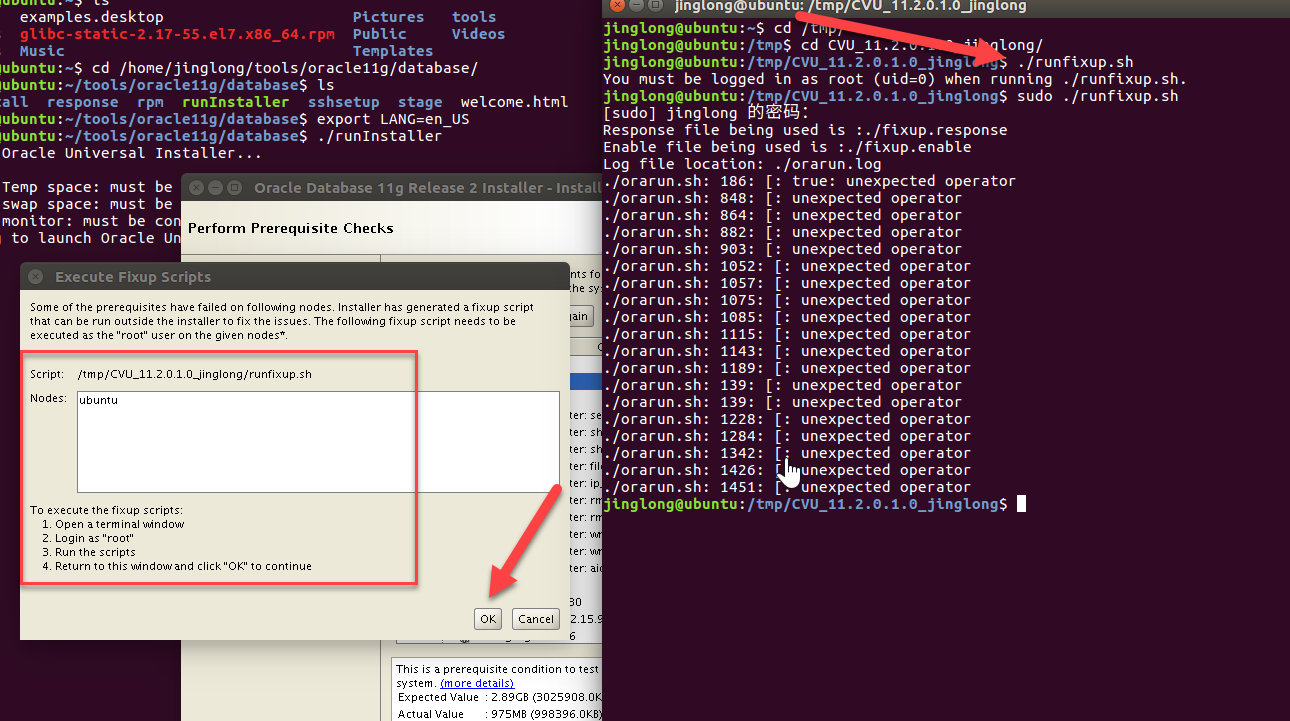 @ubuntu:~$ ls
examples.desktop Pictures tools
glibc-static-2.17-55.el7.x86_64.rpm Public Videos
Music Templates
@ubuntu:~$ cd /home/jinglong/tools/oracle11g/database/
@ubuntu:~/tools/oracle11g/database$ ls
response rpm runInstaller sshsetup stage welcome.html
@ubuntu:~/tools/oracle11g/database$ export LANG=en_US
@ubuntu:~/tools/oracle11g/database$ ./runInstaller
Oracle Universal Installer...
Temp space: must be
swap space: must be
monitor: must be con
to launch Oracle Un
Oracle Database 11g Release 2 Installer - Install
Perform Prerequisite Checks
Execute Fixup Scripts
Some of the prerequisites have failed on following nodes. Installer has generated a fixup script
that can be run outside the installer to fix the issues. The following fixup script needs to be
executed as the "root" user on the given nodes*.
Script: /tmp/CVU_11.2.0.1.0_jinglong/runfixup.sh
Nodes: ubuntu
To execute the fixup scripts:
1. Open a terminal window
2. Login as "root"
3. Run the scripts
4. Return to this window and click "OK" to continue
OK Cancel
This is a prerequisite condition to test
system. (more details)
Expected Value : 2.89GB (3025908.0K
Actual Value : 975MB (998396.0KB)
jinglong@ubuntu: /tmp/CVU_11.2.0.1.0_jinglong
jinglong@ubuntu:~$ cd /tmp/
jinglong@ubuntu:/tmp$ cd CVU_11.2.0.1.0_jinglong/
jinglong@ubuntu:/tmp/CVU_11.2.0.1.0_jinglong$ ./runfixup.sh
You must be logged in as root (uid=0) when running ./runfixup.sh.
jinglong@ubuntu:/tmp/CVU_11.2.0.1.0_jinglong$ sudo ./runfixup.sh
[sudo] jinglong 的密码：
Response file being used is :./fixup.response
Enable file being used is :./fixup.enable
Log file location: ./orarun.log
./orarun.sh: 186: [: true: unexpected operator
./orarun.sh: 848: [: unexpected operator
./orarun.sh: 864: [: unexpected operator
./orarun.sh: 882: [: unexpected operator
./orarun.sh: 903: [: unexpected operator
./orarun.sh: 1052: [: unexpected operator
./orarun.sh: 1057: [: unexpected operator
./orarun.sh: 1075: [: unexpected operator
./orarun.sh: 1085: [: unexpected operator
./orarun.sh: 1115: [: unexpected operator
./orarun.sh: 1143: [: unexpected operator
./orarun.sh: 1189: [: unexpected operator
./orarun.sh: 139: [: unexpected operator
./orarun.sh: 139: [: unexpected operator
./orarun.sh: 1228: [: unexpected operator
./orarun.sh: 1284: [: unexpected operator
./orarun.sh: 1342: [: unexpected operator
./orarun.sh: 1426: [: unexpected operator
./orarun.sh: 1451: [: unexpected operator
jinglong@ubuntu:/tmp/CVU_11.2.0.1.0_jinglong$